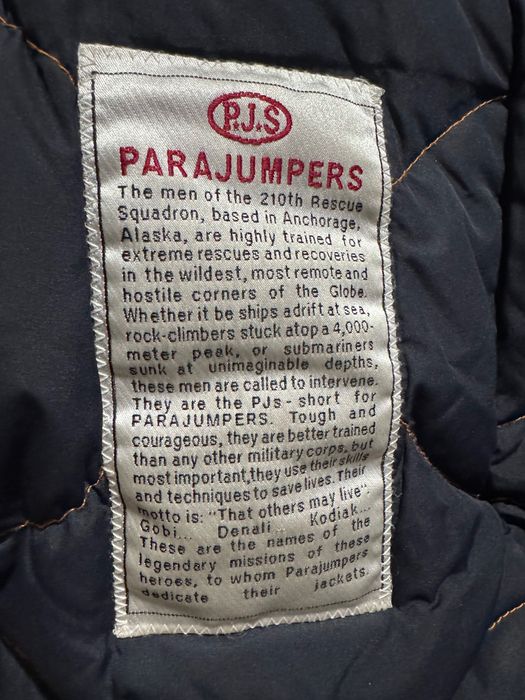 P.J.S
PARAJUMPERS
The men of the 210th Rescue
Squadron, based in Anchorage,
Alaska, are highly trained for
extreme rescues and recoveries
in the wildest, most remote and
hostile corners of the Globe.
Whether it be ships adrift at sea,
rock-climbers stuck atop a 4,000-
meter peak, or submariners
sunk at unimaginable depths,
these men are called to intervene.
They are the PJs - short for
PARAJUMPERS. Tough and
courageous, they are better trained
than any other military corps, but
most important,they use their skills
and techniques to save lives. Their
motto is: "That others may live".
Gobi... Denali... Kodiak...
These are the names of the
legendary missions of these
heroes, to whom Parajumpers
dedicate their jackets.